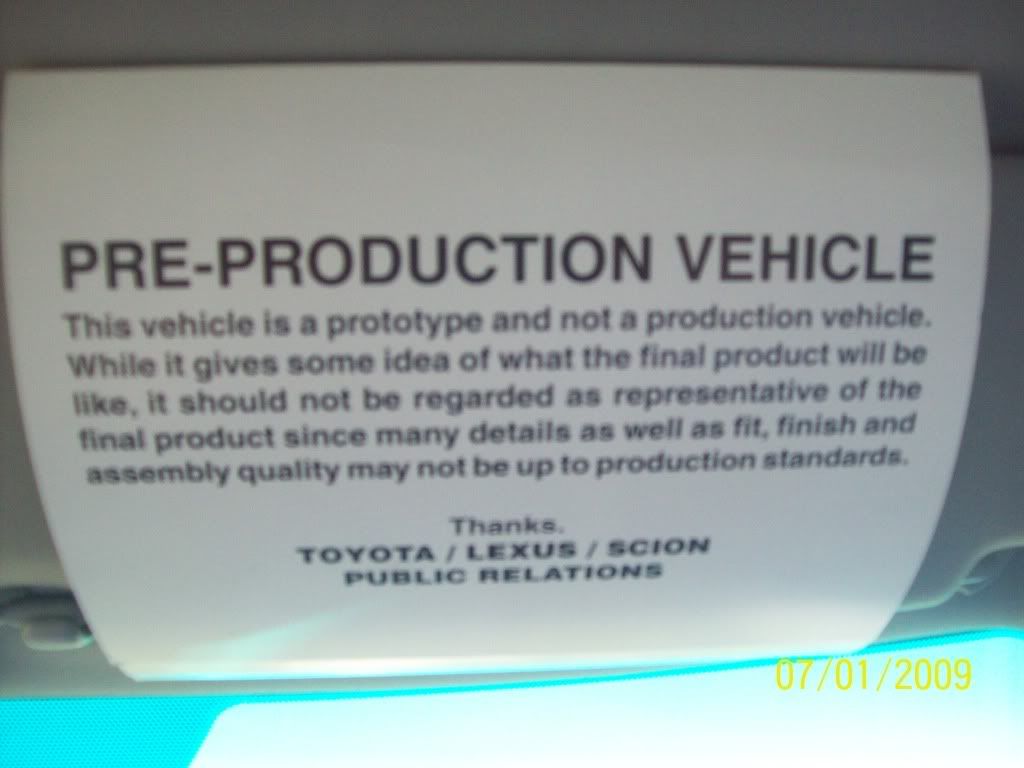 PRE-PRODUCTION VEHICLE
This vehicle is a prototype and not a production vehicle.
While it gives some idea of what the final product will be
like, it should not be regarded as representative of the
final product since many details as well as fit, finish and
assembly quality may not be up to production standards.
Thanks.
TOYOTA / LEXUS / SCION
PUBLIC RELATIONS
07/01/2009